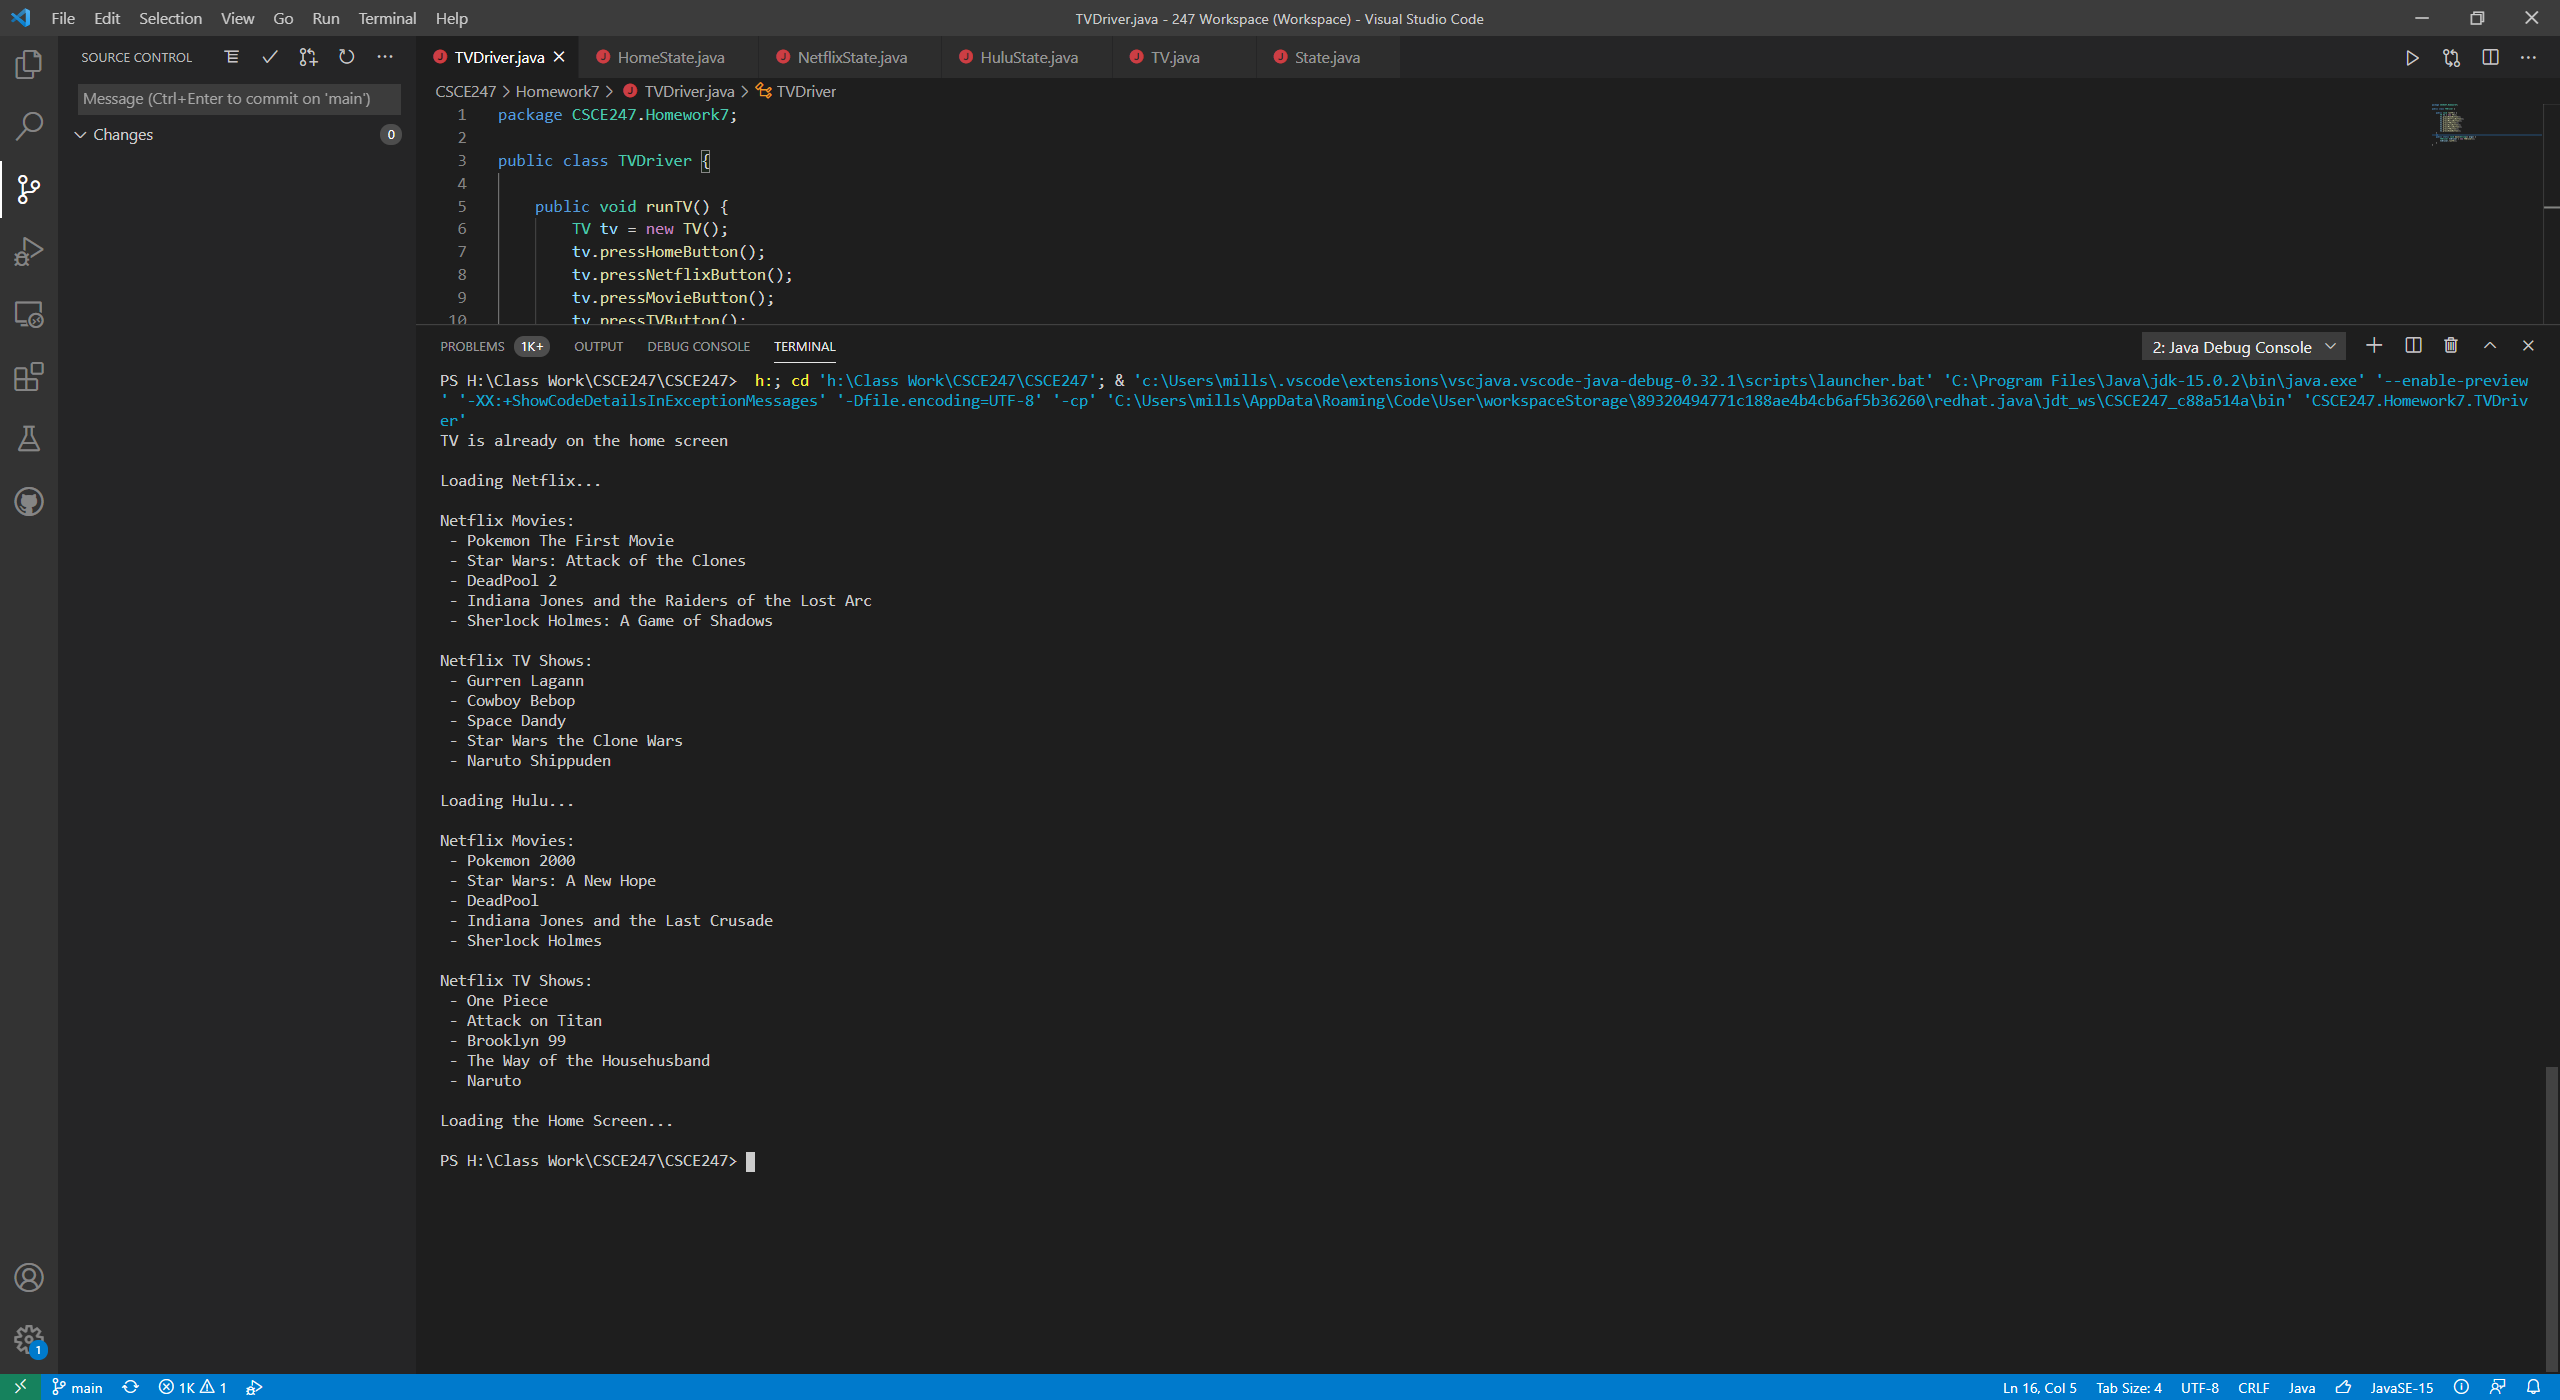 File Edit Selection View Go Run Terminal Help
TVDriver.java - 247 Workspace (Workspace) - Visual Studio Code
SOURCE CONTROL
Message (Ctrl+Enter to commit on 'main')
Changes 0
TVDriver.java HomeState.java NetflixState.java HuluState.java TV.java State.java
CSCE247 > Homework7 > TVDriver.java > TVDriver
1 package CSCE247.Homework7;
2
3 public class TVDriver {
4
5 public void runTV() {
6 TV tv = new TV();
7 tv.pressHomeButton();
8 tv.pressNetflixButton();
9 tv.pressMovieButton();
10 tv.pressTVButton();
PROBLEMS 1K+ OUTPUT DEBUG CONSOLE TERMINAL
2: Java Debug Console
PS H:\Class Work\CSCE247\CSCE247>  h:; cd 'h:\Class Work\CSCE247\CSCE247'; & 'c:\Users\mills\.vscode\extensions\vscjava.vscode-java-debug-0.32.1\scripts\launcher.bat' 'C:\Program Files\Java\jdk-15.0.2\bin\java.exe' '--enable-preview
' '-XX:+ShowCodeDetailsInExceptionMessages' '-Dfile.encoding=UTF-8' '-cp' 'C:\Users\mills\AppData\Roaming\Code\User\workspaceStorage\89320494771c188ae4b4cb6af5b36260\redhat.java\jdt_ws\CSCE247_c88a514a\bin' 'CSCE247.Homework7.TVDriv
er'
TV is already on the home screen
Loading Netflix...
Netflix Movies:
- Pokemon The First Movie
- Star Wars: Attack of the Clones
- DeadPool 2
- Indiana Jones and the Raiders of the Lost Arc
- Sherlock Holmes: A Game of Shadows
Netflix TV Shows:
- Gurren Lagann
- Cowboy Bebop
- Space Dandy
- Star Wars the Clone Wars
- Naruto Shippuden
Loading Hulu...
Netflix Movies:
- Pokemon 2000
- Star Wars: A New Hope
- DeadPool
- Indiana Jones and the Last Crusade
- Sherlock Holmes
Netflix TV Shows:
- One Piece
- Attack on Titan
- Brooklyn 99
- The Way of the Househusband
- Naruto
Loading the Home Screen...
PS H:\Class Work\CSCE247\CSCE247>
1
main 1K 1
Ln 16, Col 5 Tab Size: 4 UTF-8 CRLF Java JavaSE-15